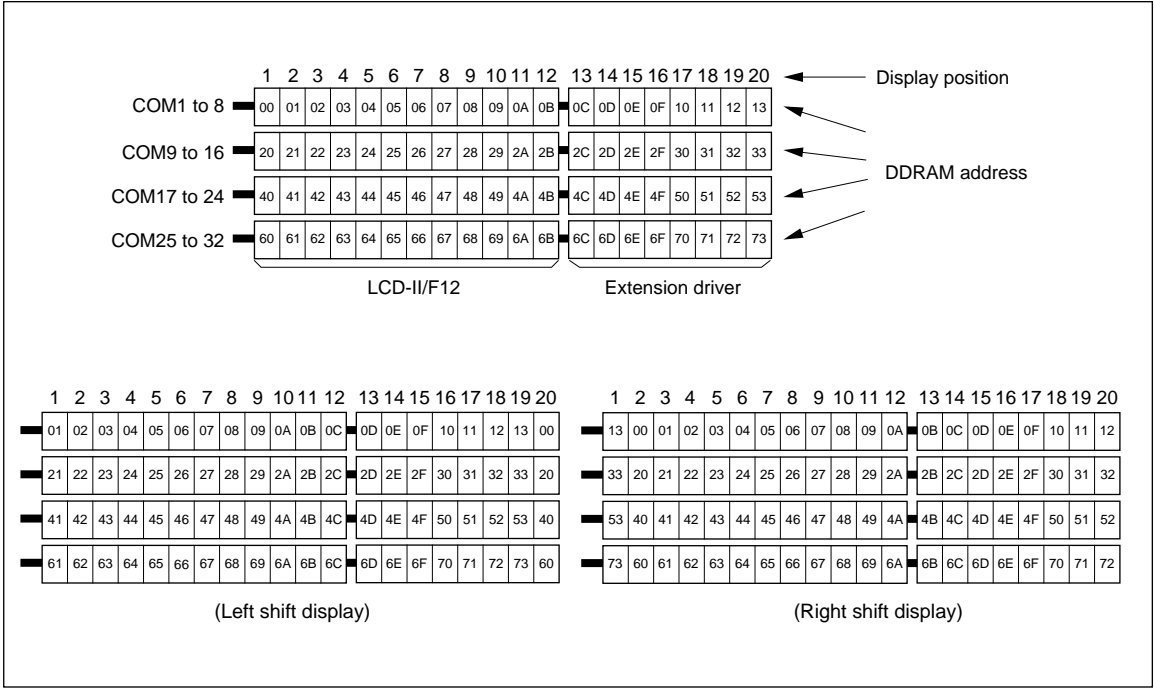 1 2 3 4 5 6 7 8 9 10 11 12 13 14 15 16 17 18 19 20 Display position
COM1 to 8 00 01 02 03 04 05 06 07 08 09 0A 0B 0C 0D 0E 0F 10 11 12 13
COM9 to 16 20 21 22 23 24 25 26 27 28 29 2A 2B 2C 2D 2E 2F 30 31 32 33
DDRAM address
COM17 to 24 40 41 42 43 44 45 46 47 48 49 4A 4B 4C 4D 4E 4F 50 51 52 53
COM25 to 32 60 61 62 63 64 65 66 67 68 69 6A 6B 6C 6D 6E 6F 70 71 72 73
LCD-II/F12 Extension driver
1 2 3 4 5 6 7 8 9 10 11 12 13 14 15 16 17 18 19 20
01 02 03 04 05 06 07 08 09 0A 0B 0C 0D 0E 0F 10 11 12 13 00
21 22 23 24 25 26 27 28 29 2A 2B 2C 2D 2E 2F 30 31 32 33 20
41 42 43 44 45 46 47 48 49 4A 4B 4C 4D 4E 4F 50 51 52 53 40
61 62 63 64 65 66 67 68 69 6A 6B 6C 6D 6E 6F 70 71 72 73 60
(Left shift display)
1 2 3 4 5 6 7 8 9 10 11 12 13 14 15 16 17 18 19 20
13 00 01 02 03 04 05 06 07 08 09 0A 0B 0C 0D 0E 0F 10 11 12
33 20 21 22 23 24 25 26 27 28 29 2A 2B 2C 2D 2E 2F 30 31 32
53 40 41 42 43 44 45 46 47 48 49 4A 4B 4C 4D 4E 4F 50 51 52
73 60 61 62 63 64 65 66 67 68 69 6A 6B 6C 6D 6E 6F 70 71 72
(Right shift display)